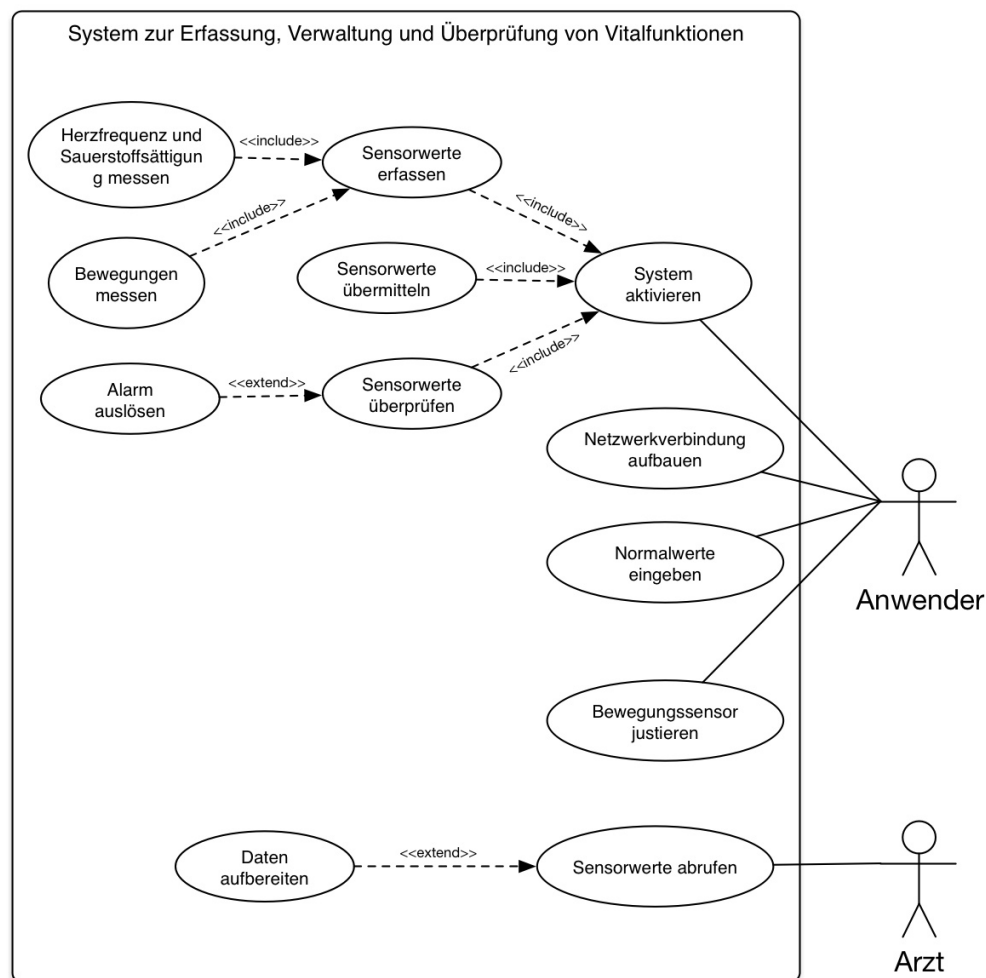 System zur Erfassung, Verwaltung und Überprüfung von Vitalfunktionen
Herzfrequenz und
Sauerstoffsättigun
g messen
<<include>>
Sensorwerte
erfassen
<<include>>
<<include>>
Bewegungen
messen
Sensorwerte
übermitteln
<<include>>
System
aktivieren
Alarm
auslösen
<<extend>>
Sensorwerte
überprüfen
<<include>>
Netzwerkverbindung
aufbauen
Normalwerte
eingeben
Anwender
Bewegungssensor
justieren
Daten
aufbereiten
<<extend>>
Sensorwerte abrufen
Arzt